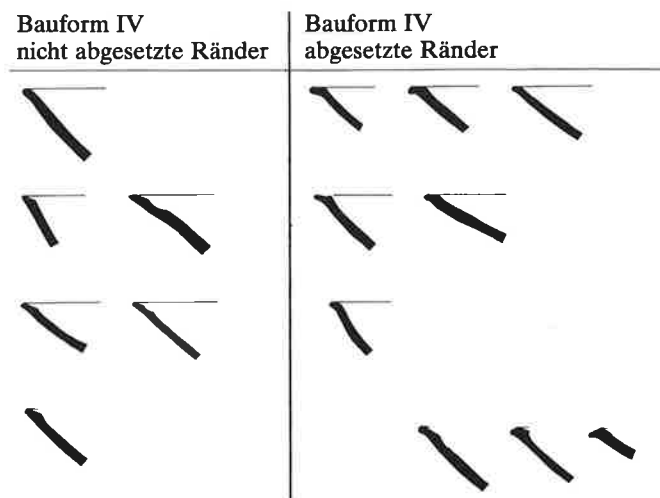 Bauform IV
nicht abgesetzte Ränder
Bauform IV
abgesetzte Ränder